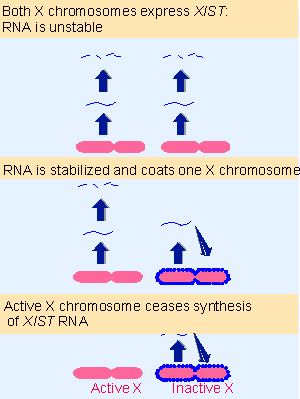 Both X chromosomes express XIST:
RNA is unstable
RNA is stabilized and coats one X chromosome
Active X chromosome ceases synthesis
of XIST RNA
Active X Inactive X